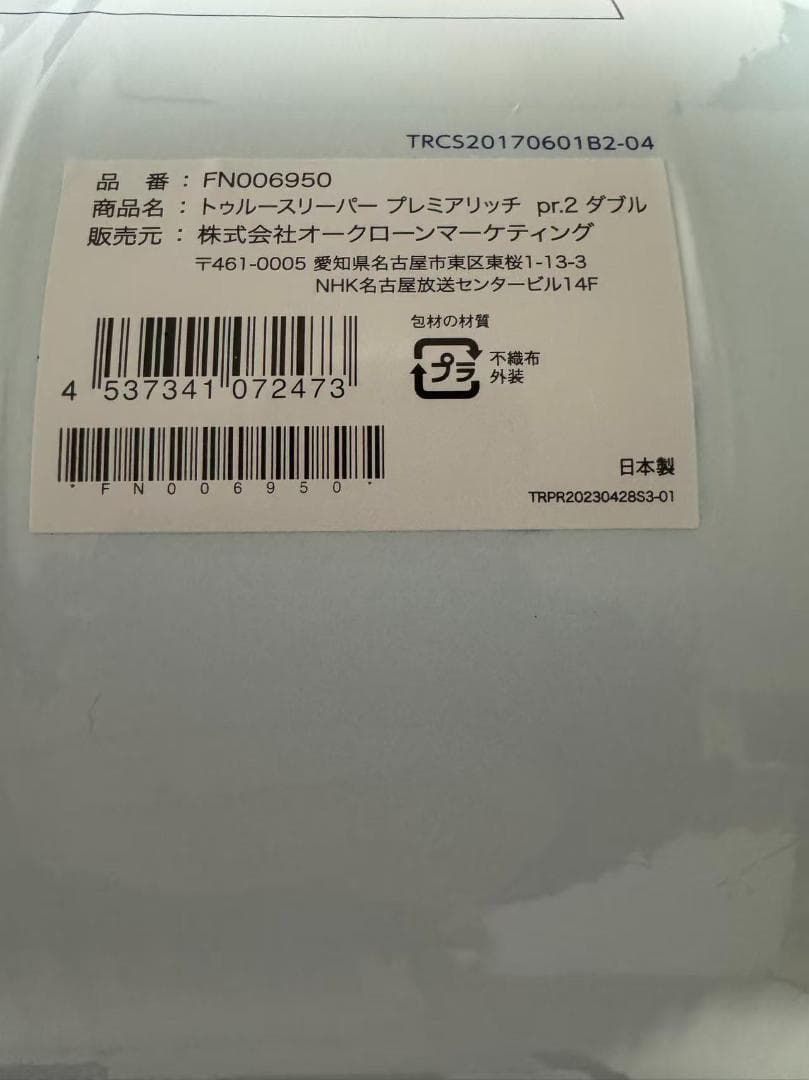 TRCS20170601B2-04
品 番 : FN006950
商品名 : トゥルースリーパー プレミアリッチ pr.2 ダブル
販売元 : 株式会社オークローンマーケティング
〒461-0005 愛知県名古屋市東区東桜1-13-3
NHK名古屋放送センタービル14F
包材の材質
プラ
不織布
外装
4 537341 072473
*FN006950*
日本製
TRPR20230428S3-01